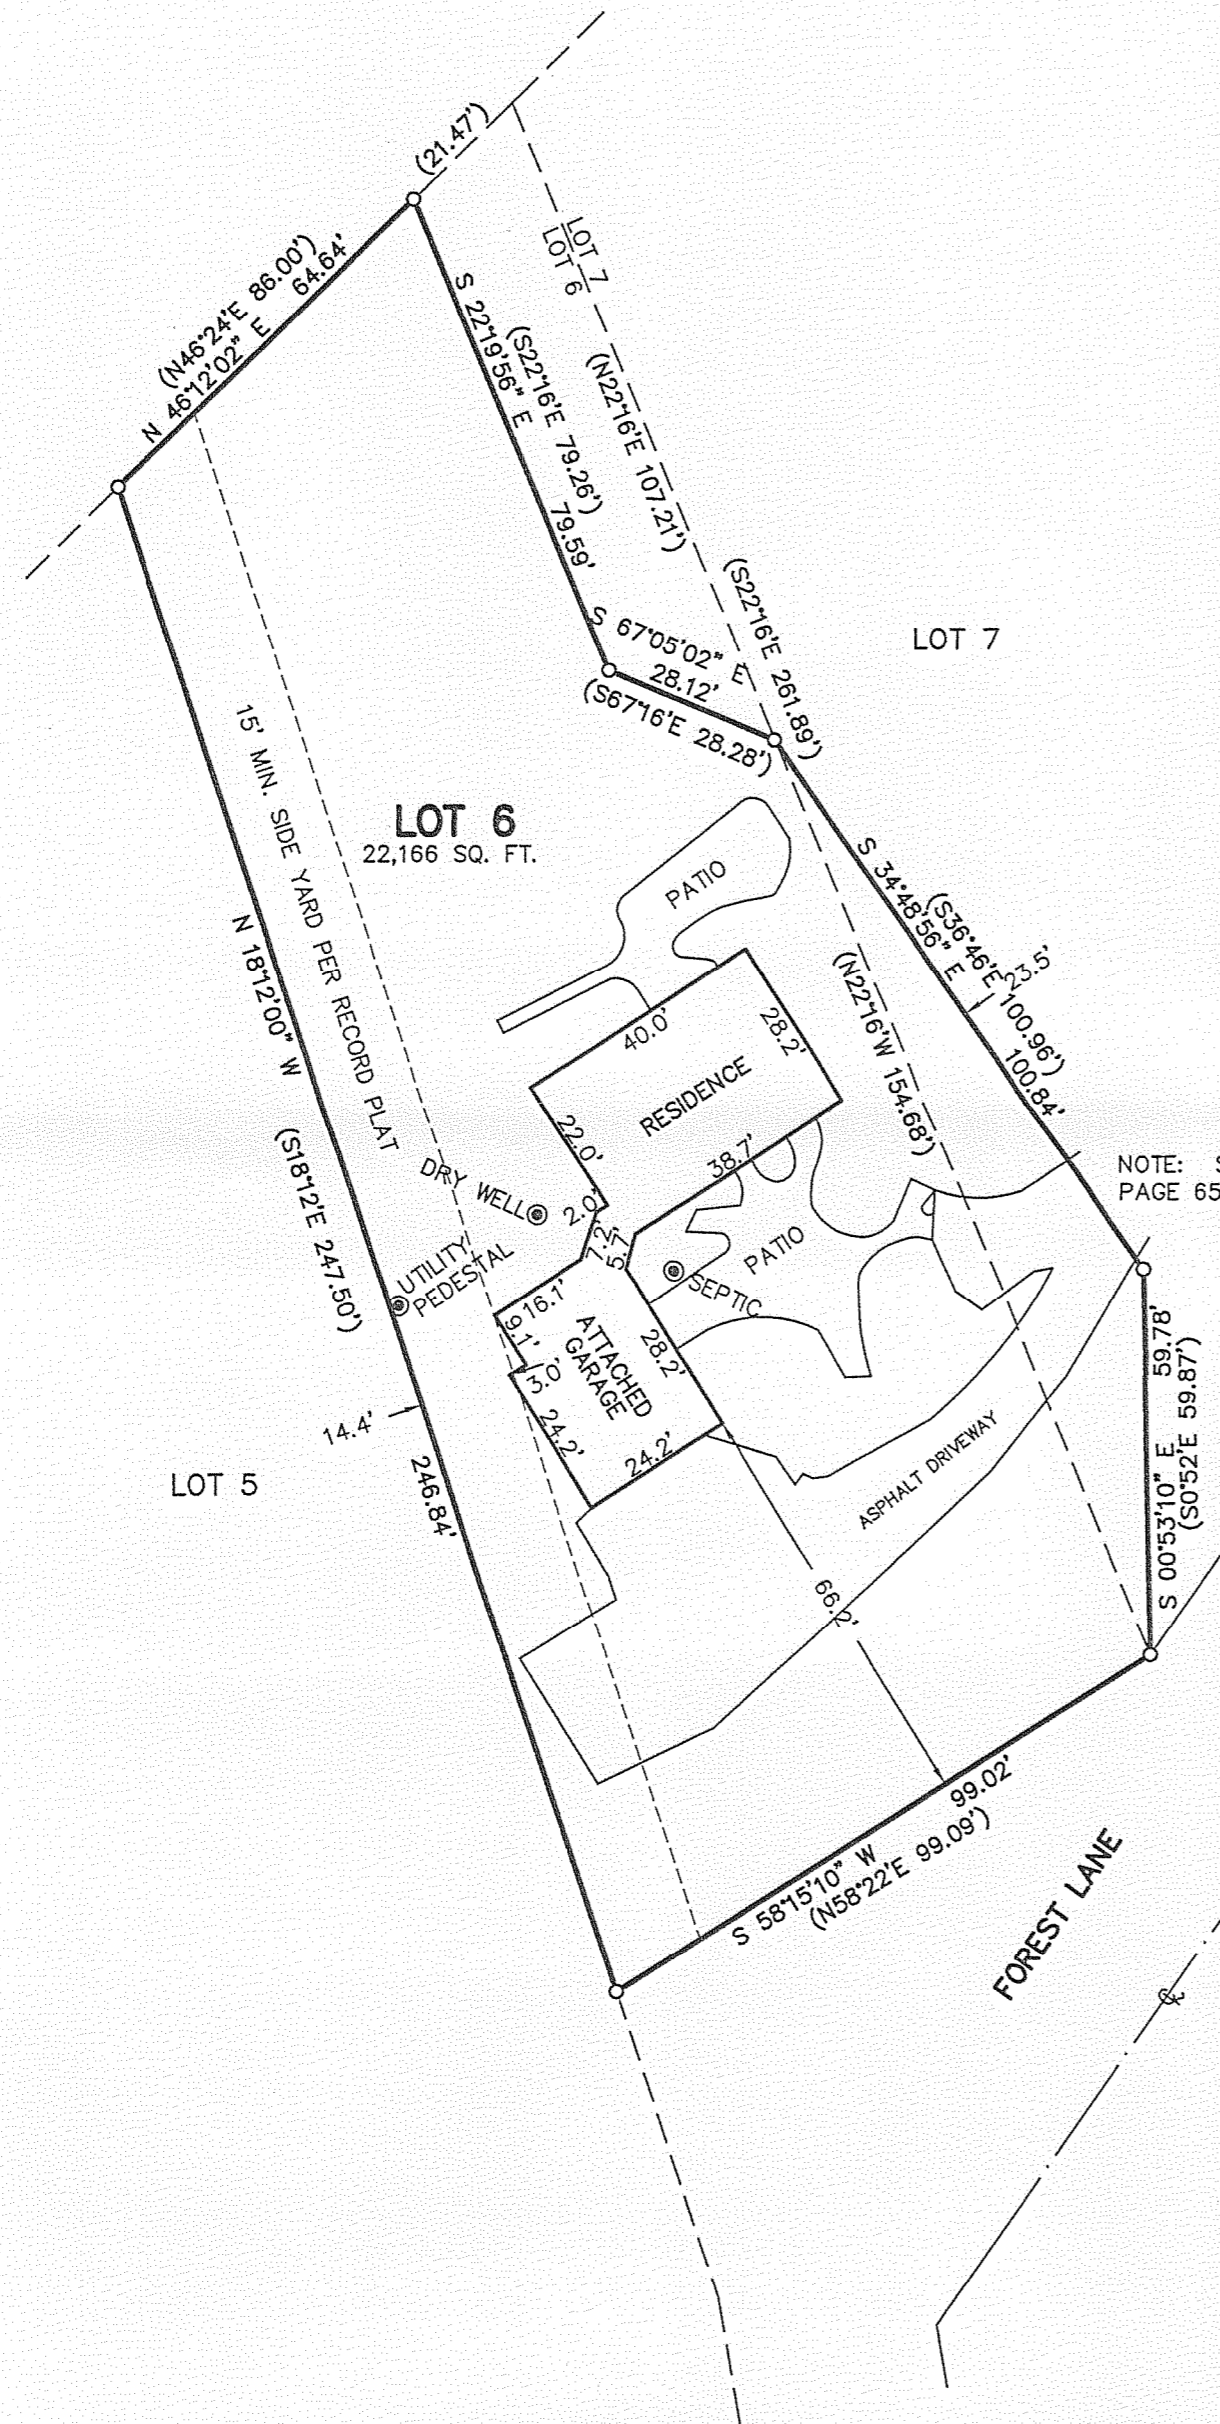 (21.47')
(N46°24'E 86.00')
N 46°12'02" E 64.64'
LOT 7
LOT 6
S 22°19'56" E 79.59'
(S22°16'E 79.26')
(N22°16'E 107.21')
(S22°16'E 261.89')
LOT 7
S 67°05'02" E
28.12'
(S67°16'E 28.28')
15' MIN. SIDE YARD PER RECORD PLAT
LOT 6
22,166 SQ. FT.
PATIO
S 34°48'56" E 100.84'
(S36°46'E 100.96')
23.5'
N 18°12'00" W
(S18°12'E 247.50')
246.84'
(N22°16'W 154.68')
40.0'
28.2'
RESIDENCE
22.0'
38.7'
NOTE: S
PAGE 65
DRY WELL
2.0'
7.2'
5.7'
PATIO
UTILITY
PEDESTAL
SEPTIC
16.1'
9.1'
ATTACHED
GARAGE
28.2'
3.0'
24.2'
24.2'
14.4'
LOT 5
ASPHALT DRIVEWAY
S 00°53'10" E 59.78'
(S0°52'E 59.87')
66.2'
99.02'
S 58°15'10" W
(N58°22'E 99.09')
FOREST LANE